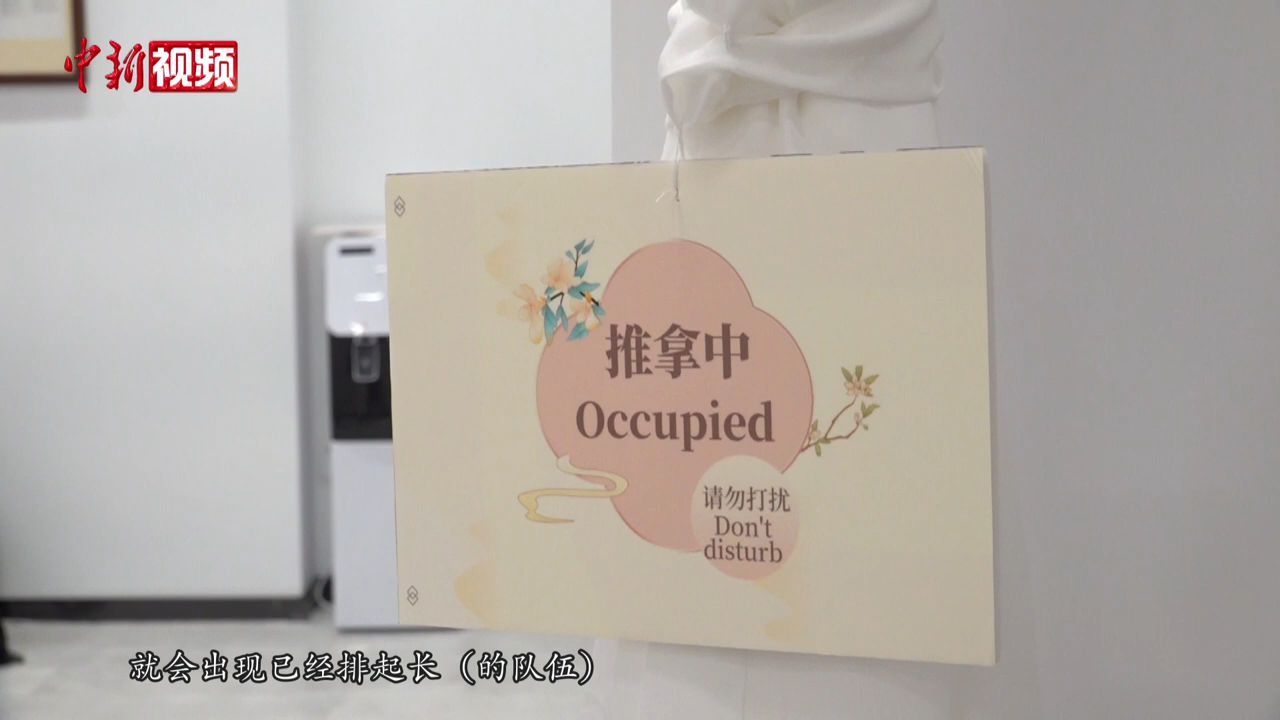 中新视频
推拿中
Occupied
请勿打扰
Don't
disturb
就会出现已经排起长（的队伍）